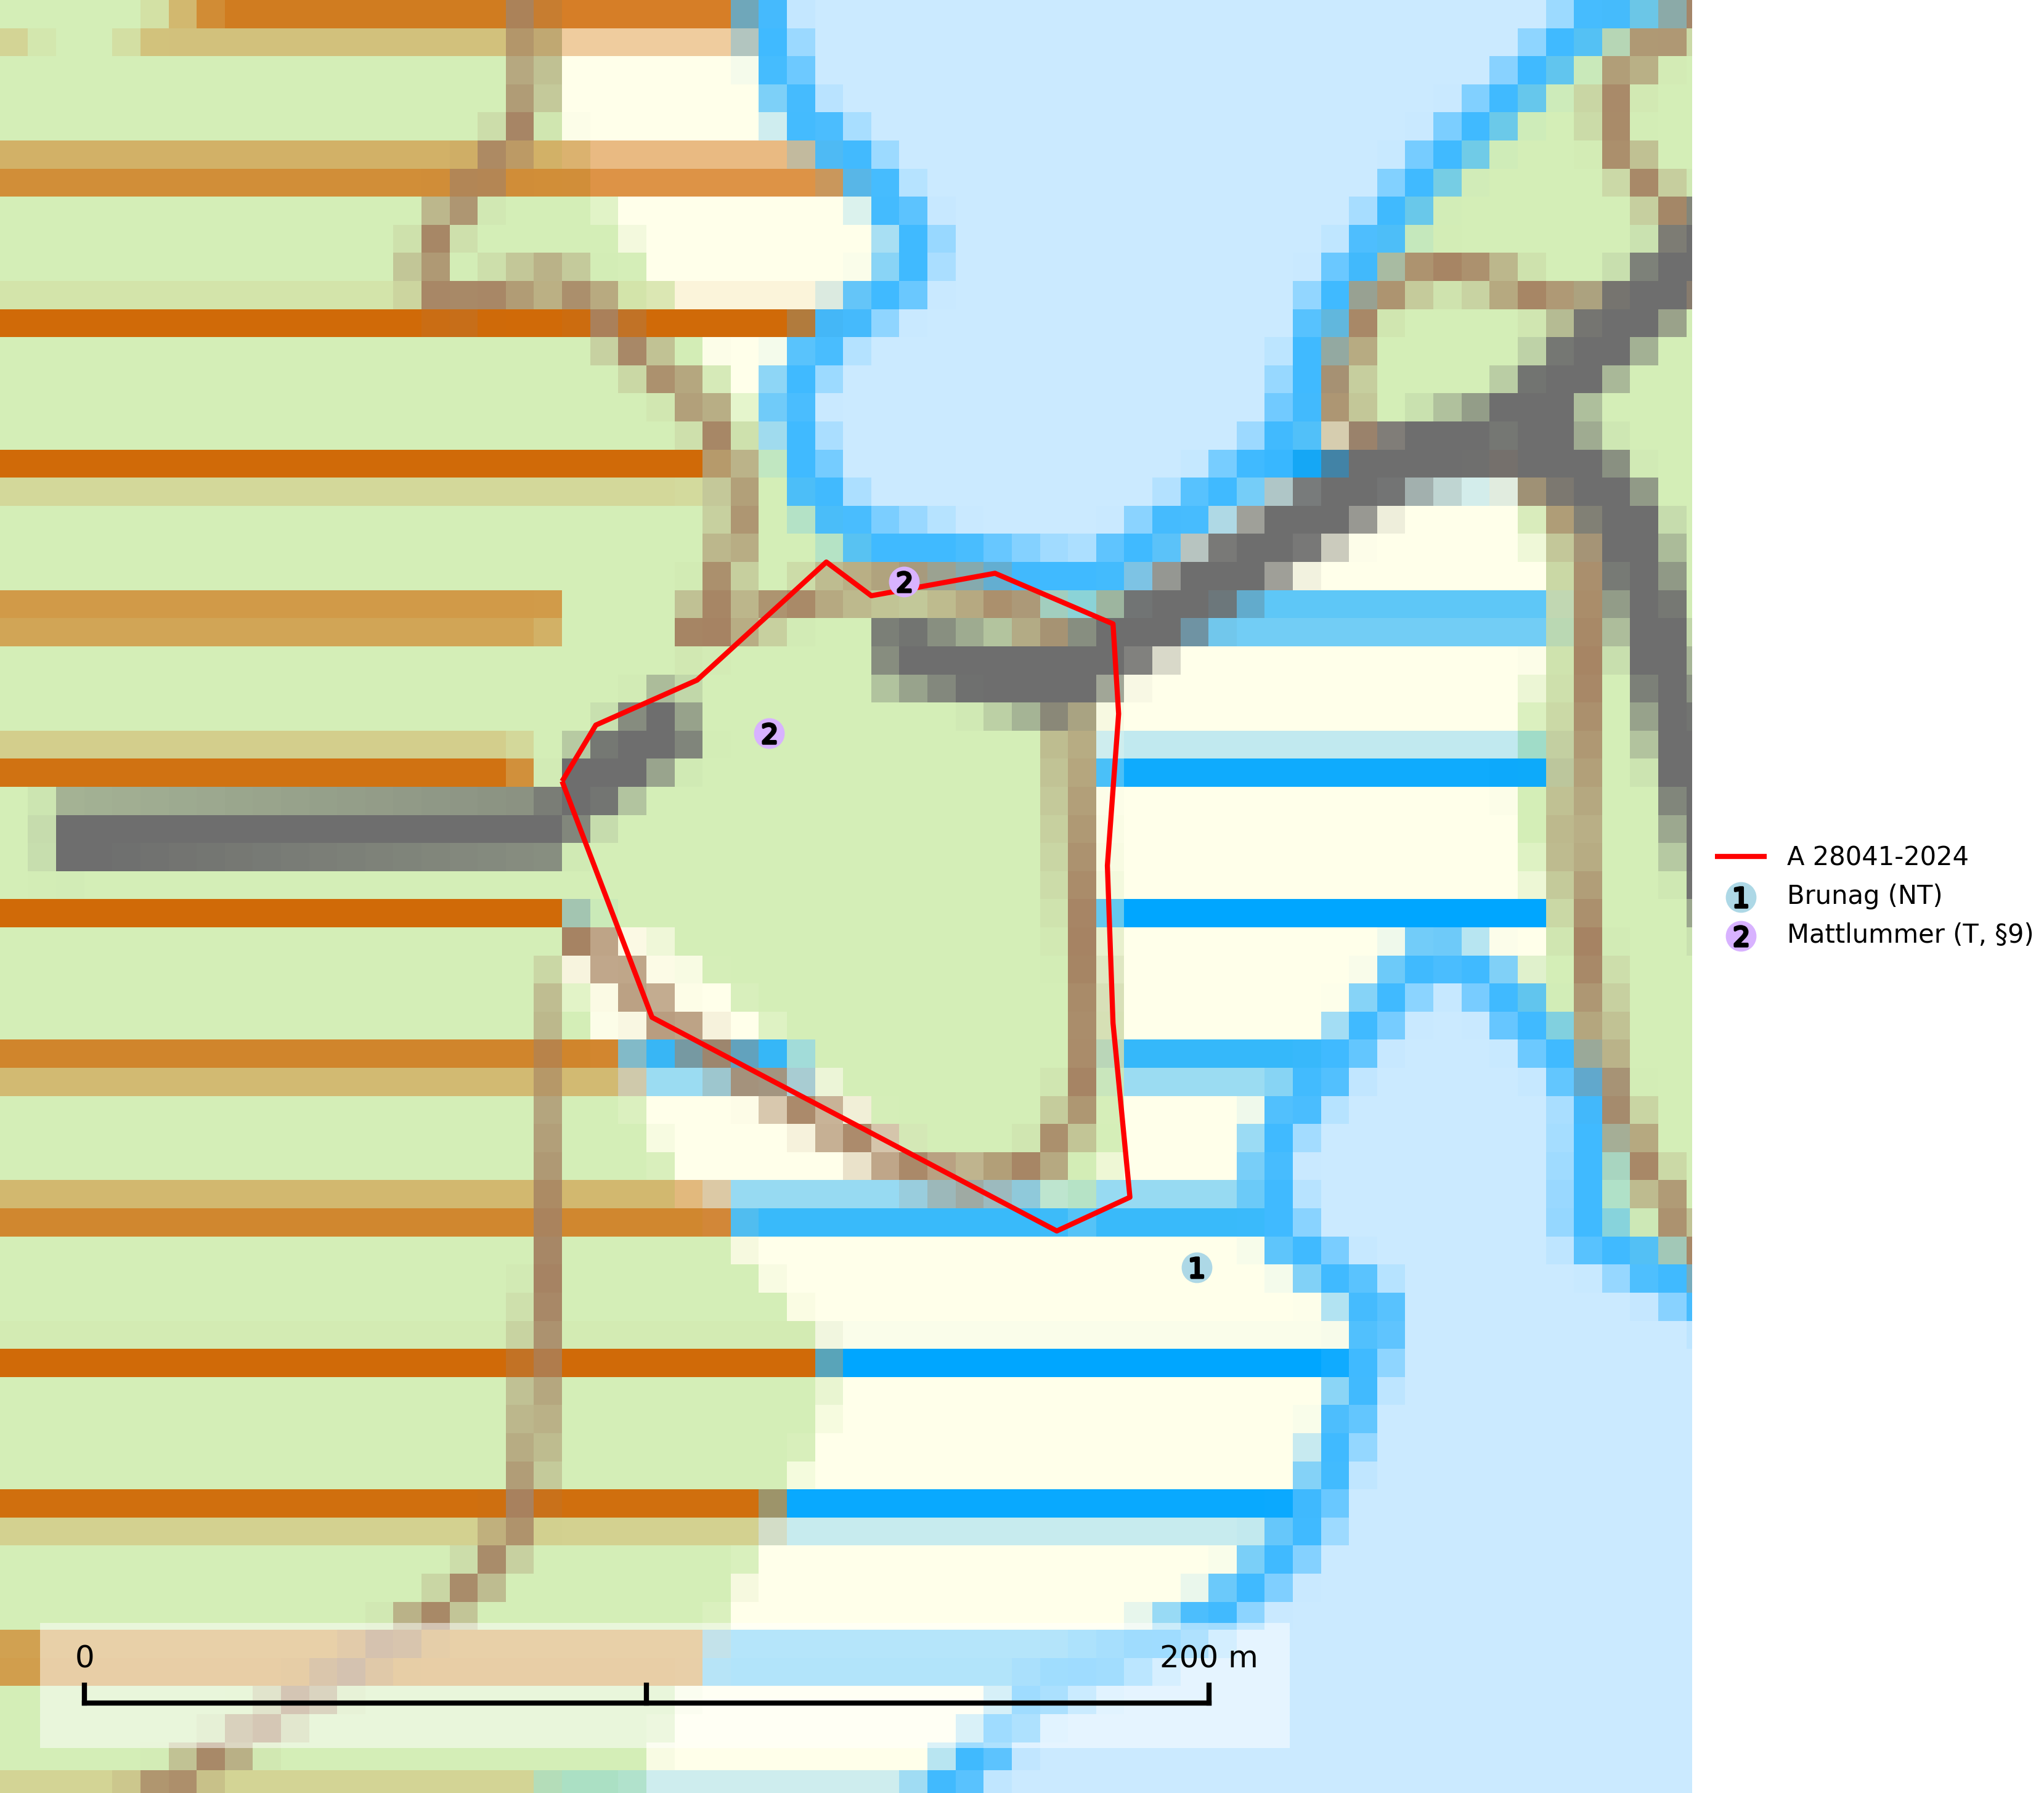 2
2
A 28041-2024
1 Brunag (NT)
2 Mattlummer (T, §9)
1
0 200 m